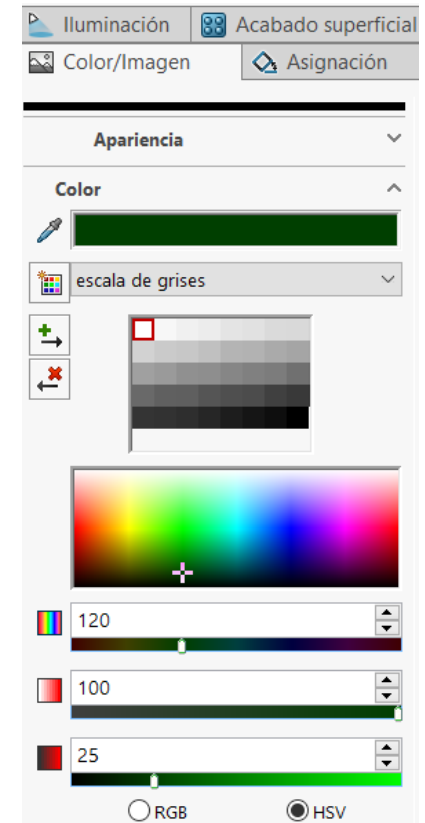 Iluminación
Acabado superficial
Color/Imagen
Asignación
Apariencia
Color
escala de grises
120
100
25
RGB
HSV